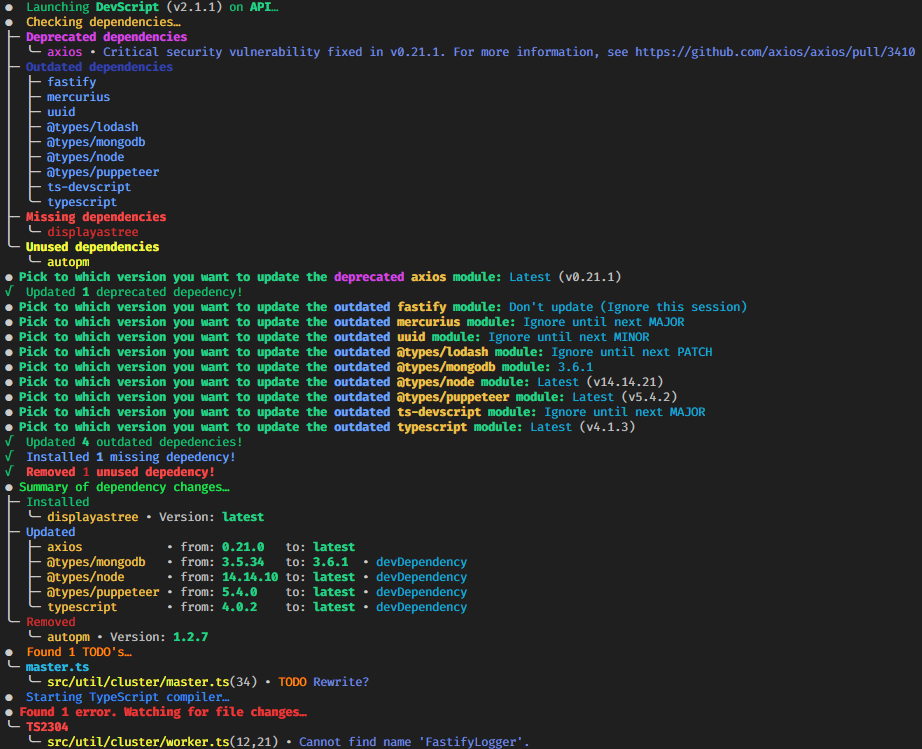 ● Launching DevScript (v2.1.1) on API…
● Checking dependencies…
├─ Deprecated dependencies
│  ╰─ axios • Critical security vulnerability fixed in v0.21.1. For more information, see https://github.com/axios/axios/pull/3410
├─ Outdated dependencies
│  ├─ fastify
│  ├─ mercurius
│  ├─ uuid
│  ├─ @types/lodash
│  ├─ @types/mongodb
│  ├─ @types/node
│  ├─ @types/puppeteer
│  ├─ ts-devscript
│  ╰─ typescript
├─ Missing dependencies
│  ╰─ displayastree
╰─ Unused dependencies
   ╰─ autopm
● Pick to which version you want to update the deprecated axios module: Latest (v0.21.1)
√ Updated 1 deprecated depedency!
● Pick to which version you want to update the outdated fastify module: Don't update (Ignore this session)
● Pick to which version you want to update the outdated mercurius module: Ignore until next MAJOR
● Pick to which version you want to update the outdated uuid module: Ignore until next MINOR
● Pick to which version you want to update the outdated @types/lodash module: Ignore until next PATCH
● Pick to which version you want to update the outdated @types/mongodb module: 3.6.1
● Pick to which version you want to update the outdated @types/node module: Latest (v14.14.21)
● Pick to which version you want to update the outdated @types/puppeteer module: Latest (v5.4.2)
● Pick to which version you want to update the outdated ts-devscript module: Ignore until next MAJOR
● Pick to which version you want to update the outdated typescript module: Latest (v4.1.3)
√ Updated 4 outdated depedencies!
√ Installed 1 missing depedency!
√ Removed 1 unused depedency!
● Summary of dependency changes…
├─ Installed
│  ╰─ displayastree • Version: latest
├─ Updated
│  ├─ axios • from: 0.21.0 to: latest
│  ├─ @types/mongodb • from: 3.5.34 to: 3.6.1 • devDependency
│  ├─ @types/node • from: 14.14.10 to: latest • devDependency
│  ├─ @types/puppeteer • from: 5.4.0 to: latest • devDependency
│  ╰─ typescript • from: 4.0.2 to: latest • devDependency
╰─ Removed
   ╰─ autopm • Version: 1.2.7
● Found 1 TODO's…
╰─ master.ts
   ╰─ src/util/cluster/master.ts(34) • TODO Rewrite?
● Starting TypeScript compiler…
● Found 1 error. Watching for file changes…
╰─ TS2304
   ╰─ src/util/cluster/worker.ts(12,21) • Cannot find name 'FastifyLogger'.